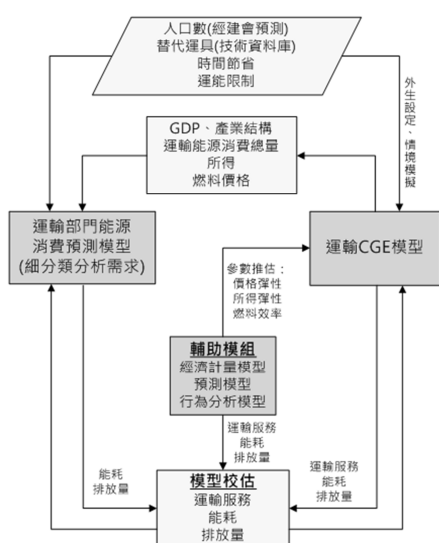 人口數(經建會預測)
替代運具(技術資料庫)
時間節省
運能限制
外生設定、情境模擬
GDP、產業結構
運輸能源消費總量
所得
燃料價格
運輸部門能源
消費預測模型
(細分類分析需求)
運輸CGE模型
參數推估：
價格彈性
所得彈性
燃料效率
輔助模組
經濟計量模型
預測模型
行為分析模型
運輸服務
能耗
排放量
能耗
排放量
運輸服務
能耗
排放量
模型校估
運輸服務
能耗
排放量